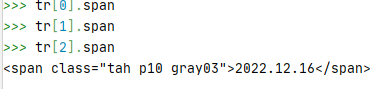 >>> tr[0].span
>>> tr[1].span
>>> tr[2].span
<span class="tah p10 gray03">2022.12.16</span>